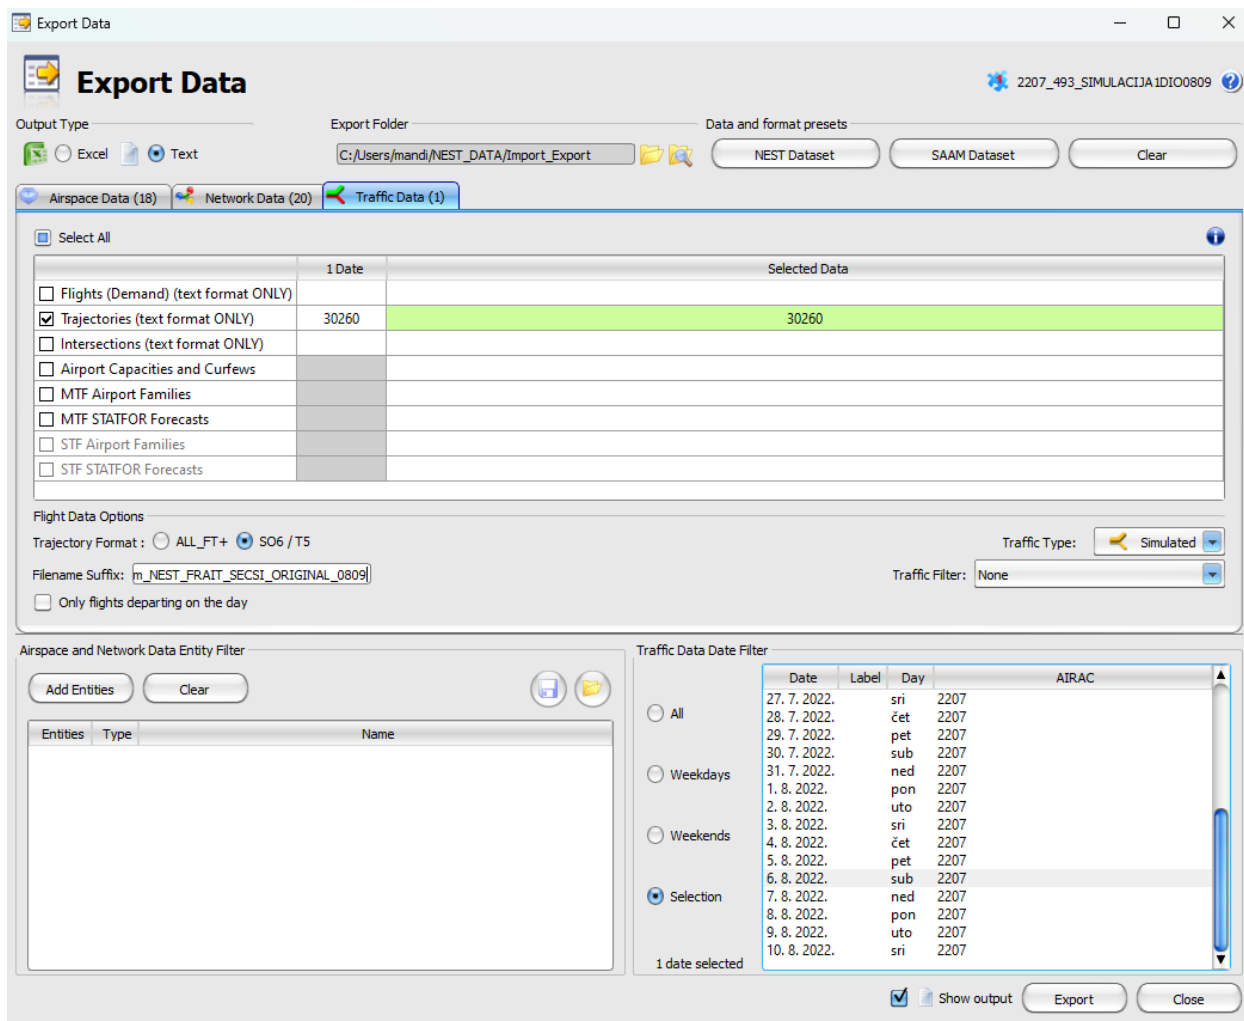 Export Data
Export Data
2207_493_SIMULACIJA1DIO0809
Output Type
Export Folder
Data and format presets
Excel
Text
C:/Users/mandi/NEST_DATA/Import_Export
NEST Dataset
SAAM Dataset
Clear
Airspace Data (18)
Network Data (20)
Traffic Data (1)
Select All
1 Date
Selected Data
Flights (Demand) (text format ONLY)
Trajectories (text format ONLY)
30260
30260
Intersections (text format ONLY)
Airport Capacities and Curfews
MTF Airport Families
MTF STATFOR Forecasts
STF Airport Families
STF STATFOR Forecasts
Flight Data Options
Trajectory Format :
ALL_FT+
SO6 / T5
Traffic Type:
Simulated
Filename Suffix:
m_NEST_FRAIT_SECSI_ORIGINAL_0809
Traffic Filter:
None
Only flights departing on the day
Airspace and Network Data Entity Filter
Add Entities
Clear
Entities
Type
Name
Traffic Data Date Filter
All
Weekdays
Weekends
Selection
1 date selected
Date Label Day AIRAC
27. 7. 2022. sri 2207
28. 7. 2022. čet 2207
29. 7. 2022. pet 2207
30. 7. 2022. sub 2207
31. 7. 2022. ned 2207
1. 8. 2022. pon 2207
2. 8. 2022. uto 2207
3. 8. 2022. sri 2207
4. 8. 2022. čet 2207
5. 8. 2022. pet 2207
6. 8. 2022. sub 2207
7. 8. 2022. ned 2207
8. 8. 2022. pon 2207
9. 8. 2022. uto 2207
10. 8. 2022. sri 2207
Show output
Export
Close